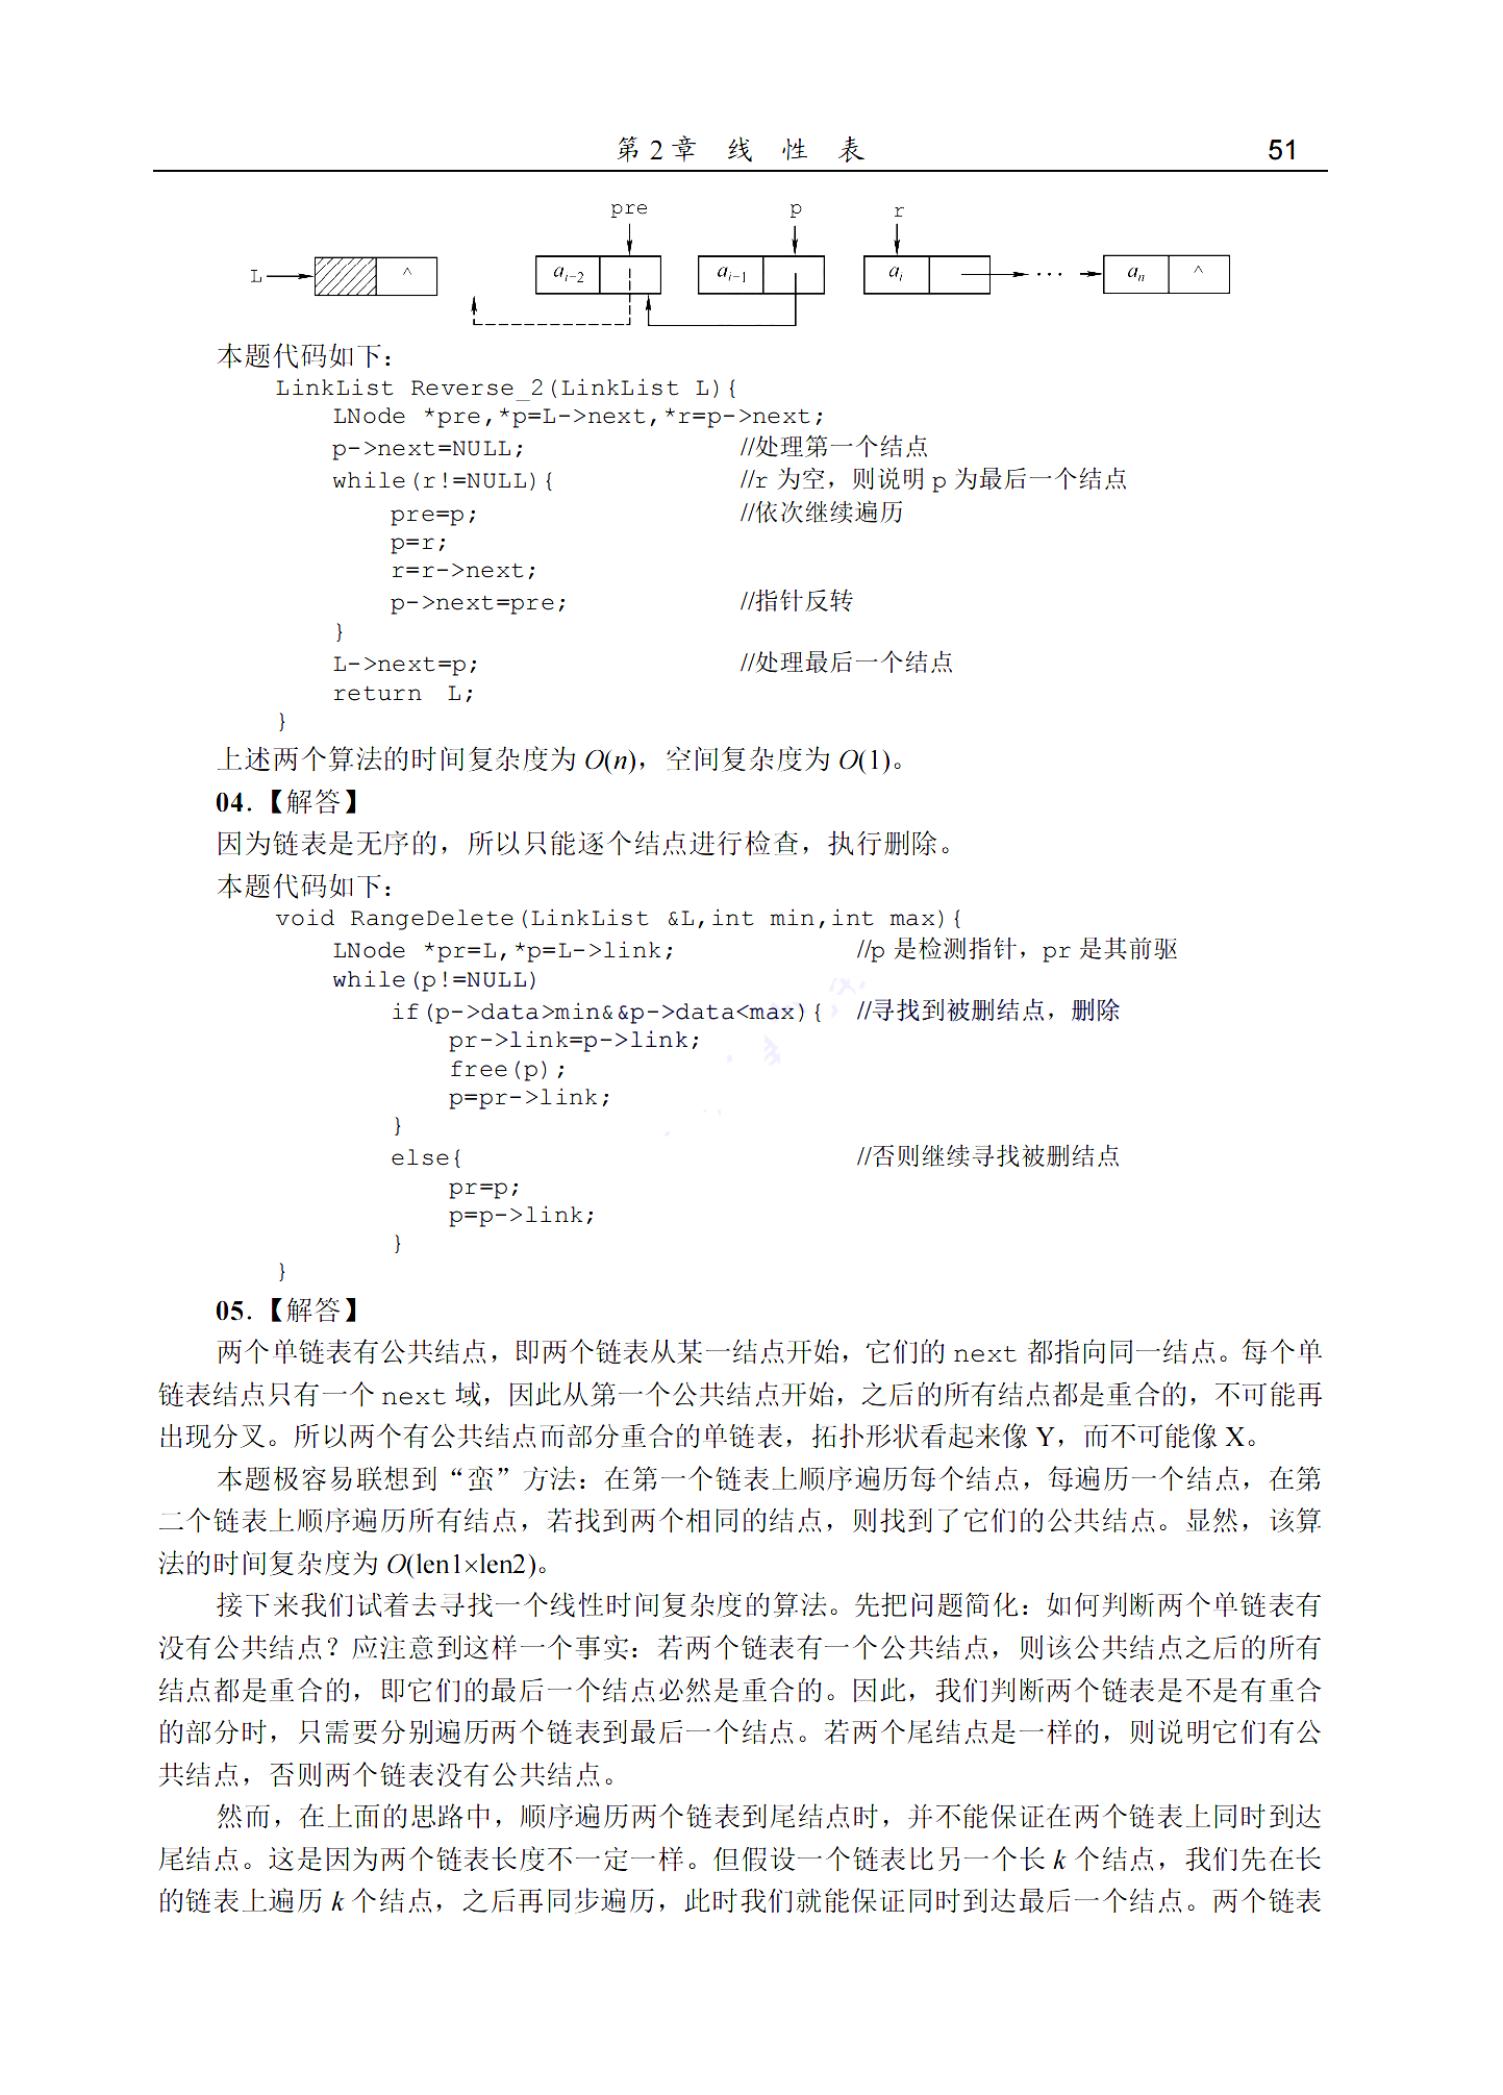 第 2 章 线 性 表 51
pre p r
L ^ a_{i-2} a_{i-1} a_i … a_n ^
本题代码如下：
LinkList Reverse_2(LinkList L){
LNode *pre,*p=L->next,*r=p->next;
p->next=NULL; //处理第一个结点
while(r!=NULL){ //r 为空，则说明 p 为最后一个结点
pre=p; //依次继续遍历
p=r;
r=r->next;
p->next=pre; //指针反转
}
L->next=p; //处理最后一个结点
return L;
}
上述两个算法的时间复杂度为 O(n)，空间复杂度为 O(1)。
04.【解答】
因为链表是无序的，所以只能逐个结点进行检查，执行删除。
本题代码如下：
void RangeDelete(LinkList &L,int min,int max){
LNode *pr=L,*p=L->link; //p 是检测指针，pr 是其前驱
while(p!=NULL)
if(p->data>min&&p->data<max){ //寻找到被删结点，删除
pr->link=p->link;
free(p);
p=pr->link;
}
else{ //否则继续寻找被删结点
pr=p;
p=p->link;
}
}
05.【解答】
两个单链表有公共结点，即两个链表从某一结点开始，它们的 next 都指向同一结点。每个单
链表结点只有一个 next 域，因此从第一个公共结点开始，之后的所有结点都是重合的，不可能再
出现分叉。所以两个有公共结点而部分重合的单链表，拓扑形状看起来像 Y，而不可能像 X。
本题极容易联想到“蛮”方法：在第一个链表上顺序遍历每个结点，每遍历一个结点，在第
二个链表上顺序遍历所有结点，若找到两个相同的结点，则找到了它们的公共结点。显然，该算
法的时间复杂度为 O(len1×len2)。
接下来我们试着去寻找一个线性时间复杂度的算法。先把问题简化：如何判断两个单链表有
没有公共结点？应注意到这样一个事实：若两个链表有一个公共结点，则该公共结点之后的所有
结点都是重合的，即它们的最后一个结点必然是重合的。因此，我们判断两个链表是不是有重合
的部分时，只需要分别遍历两个链表到最后一个结点。若两个尾结点是一样的，则说明它们有公
共结点，否则两个链表没有公共结点。
然而，在上面的思路中，顺序遍历两个链表到尾结点时，并不能保证在两个链表上同时到达
尾结点。这是因为两个链表长度不一定一样。但假设一个链表比另一个长 k 个结点，我们先在长
的链表上遍历 k 个结点，之后再同步遍历，此时我们就能保证同时到达最后一个结点。两个链表